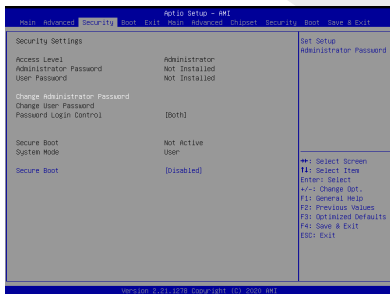 Aptio Setup - AMI
Main Advanced Security Boot Exit Main Advanced Chipset Security Boot Save & Exit
Security Settings
Access Level Administrator
Administrator Password Not Installed
User Password Not Installed
Change Administrator Password
Change User Password
Password Login Control [Both]
Secure Boot Not Active
System Mode User
Secure Boot [Disabled]
Set Setup
Administrator Password
→←: Select Screen
↑↓: Select Item
Enter: Select
+/-: Change Opt.
F1: General Help
F2: Previous Values
F3: Optimized Defaults
F4: Save & Exit
ESC: Exit
Version 2.21.1278 Copyright (C) 2020 AMI